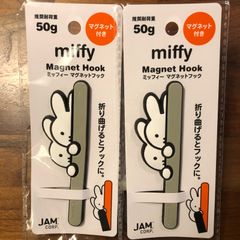 推奨耐荷重
50g
マグネット
付き
miffy
Magnet Hook
ミッフィー マグネットフック
折り曲げるとフックに。
JAM
CORP.
推奨耐荷重
50g
マグネット
付き
miffy
Magnet Hook
ミッフィー マグネットフック
折り曲げるとフックに。
JAM
CORP.